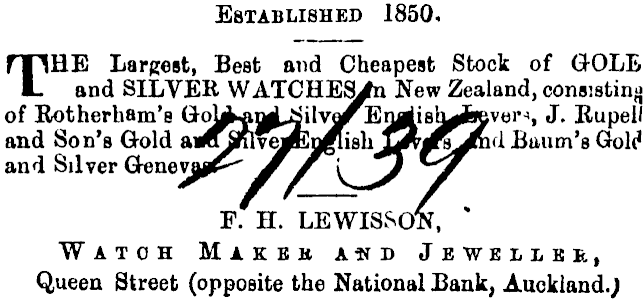 ESTABLISHED 1850.
THE Largest, Best and Cheapest Stock of GOLD
and SILVER WATCHES in New Zealand, consisting
of Rotherham's Gold and Silver English Levers, J. Rupell
and Son's Gold and Silver English Levers and Baum's Gold
and Silver Genevas.
27/39
F. H. LEWISSON,
WATCH MAKER AND JEWELLER,
Queen Street (opposite the National Bank, Auckland.)